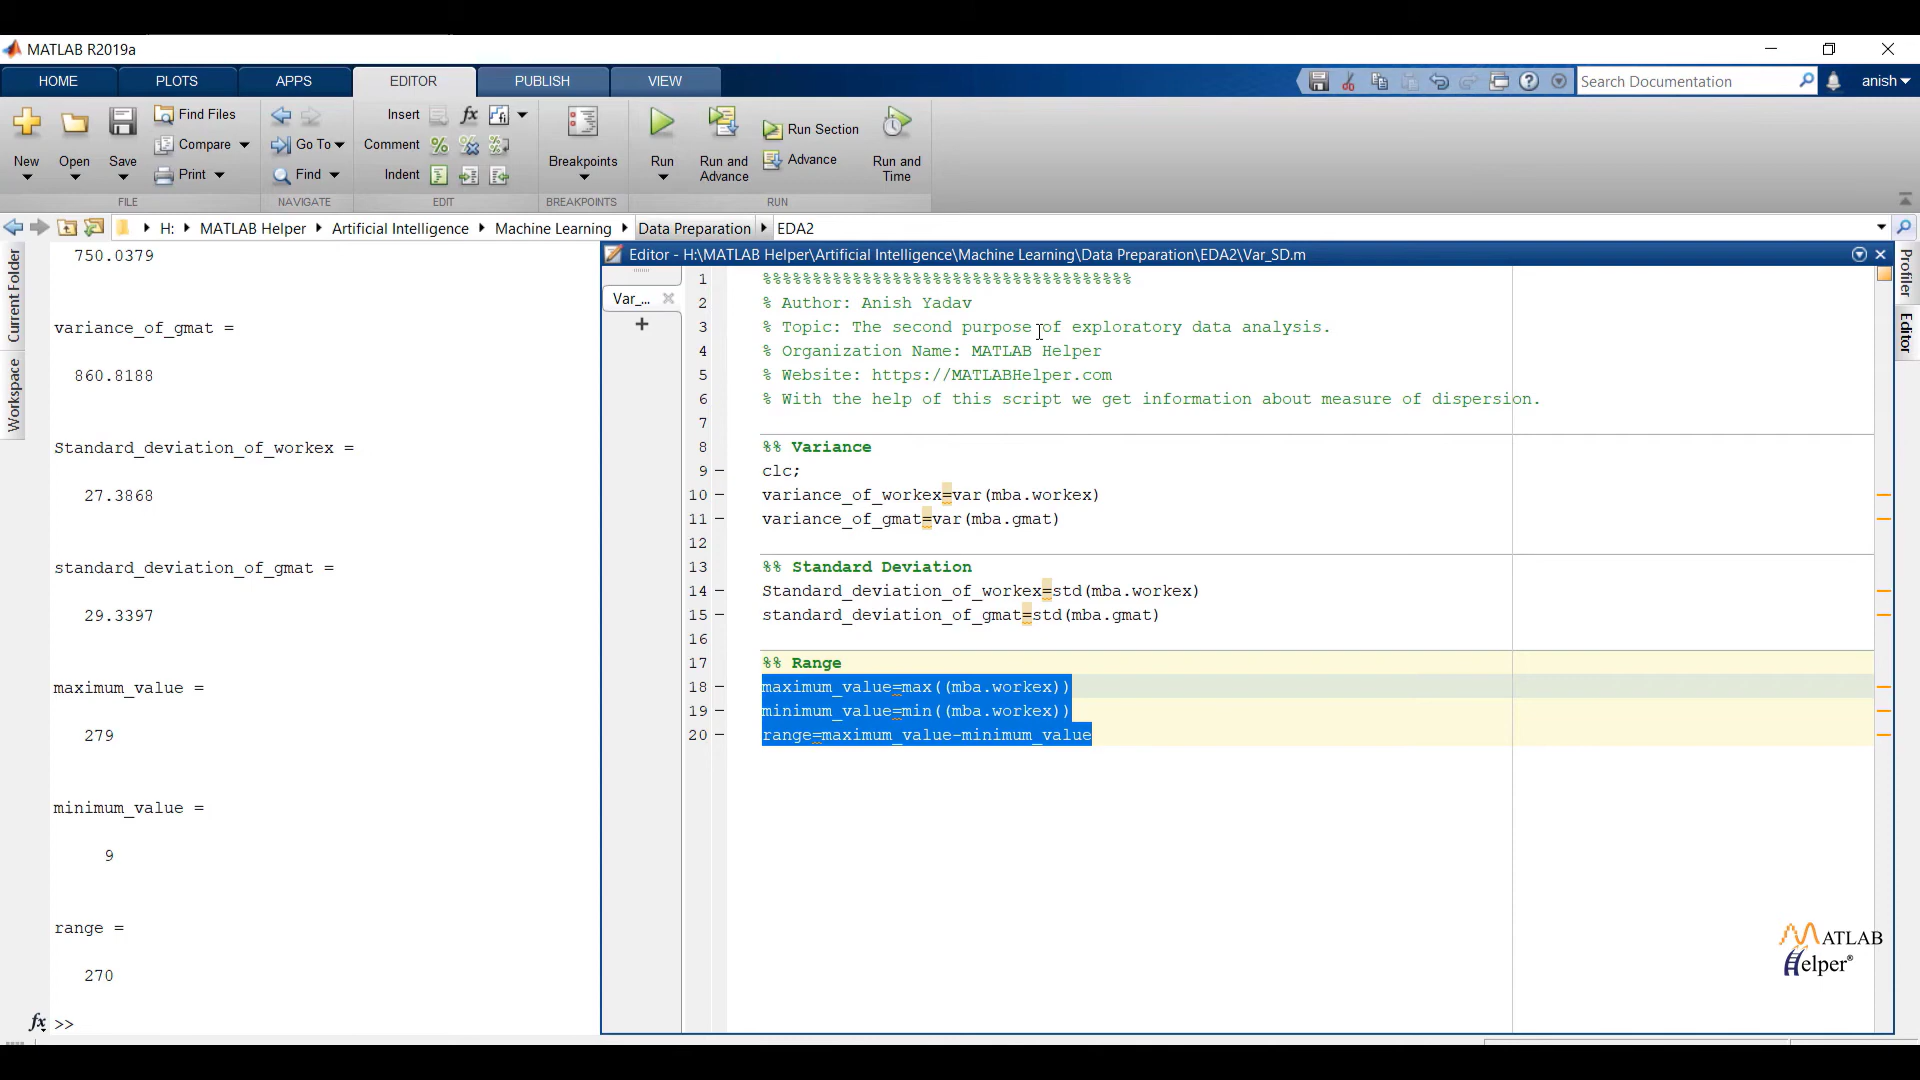 MATLAB R2019a
HOME PLOTS APPS EDITOR PUBLISH VIEW
Search Documentation
anish
New
Open
Save
Find Files
Compare
Print
FILE
Go To
Find
NAVIGATE
Insert
Comment
Indent
fx
EDIT
Breakpoints
BREAKPOINTS
Run
Run and
Advance
Run Section
Advance
Run and
Time
RUN
H: MATLAB Helper Artificial Intelligence Machine Learning Data Preparation EDA2
Current Folder
Workspace
750.0379
variance_of_gmat =
860.8188
Standard_deviation_of_workex =
27.3868
standard_deviation_of_gmat =
29.3397
maximum_value =
279
minimum_value =
9
range =
270
fx >>
Editor - H:\MATLAB Helper\Artificial Intelligence\Machine Learning\Data Preparation\EDA2\Var_SD.m
Var_...
1 %%%%%%%%%%%%%%%%%%%%%%%%%%%%%%%%%%%%%
2 % Author: Anish Yadav
3 % Topic: The second purpose of exploratory data analysis.
4 % Organization Name: MATLAB Helper
5 % Website: https://MATLABHelper.com
6 % With the help of this script we get information about measure of dispersion.
7
8 %% Variance
9 clc;
10 variance_of_workex=var(mba.workex)
11 variance_of_gmat=var(mba.gmat)
12
13 %% Standard Deviation
14 Standard_deviation_of_workex=std(mba.workex)
15 standard_deviation_of_gmat=std(mba.gmat)
16
17 %% Range
18 maximum_value=max((mba.workex))
19 minimum_value=min((mba.workex))
20 range=maximum_value-minimum_value
Profiler
Editor
MATLAB
Helper®